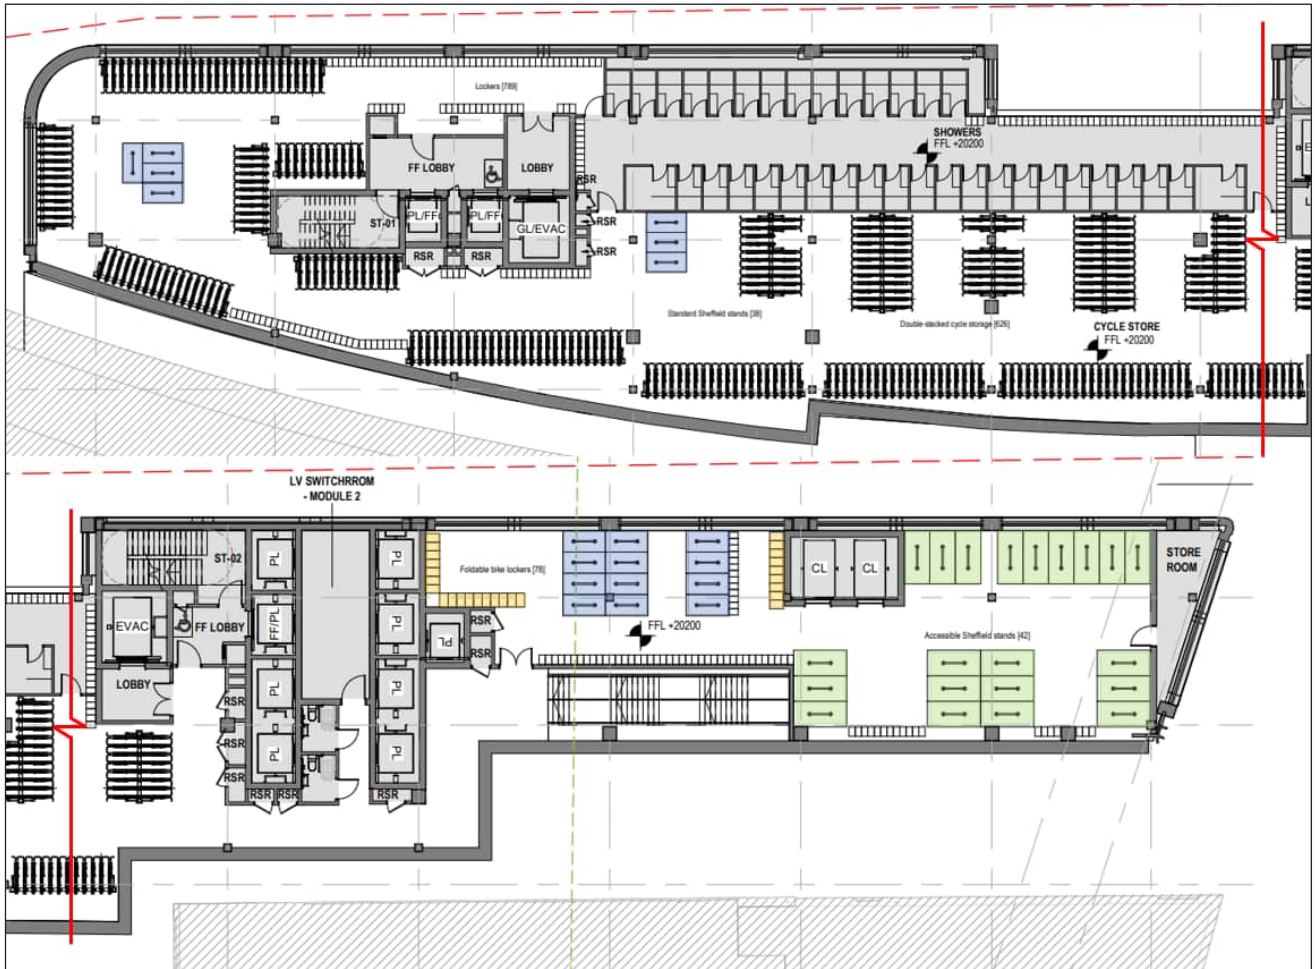 Lockers [789]
SHOWERS
FFL +20200
FF LOBBY
LOBBY
RSR
ST-01
PL/FF
PL/FF
GL/EVAC
RSR
RSR
RSR
RSR
Standard Sheffield stands [38]
Double-stacked cycle storage [626]
CYCLE STORE
FFL +20200
LV SWITCHRROM
- MODULE 2
ST-02
PL
PL
Foldable bike lockers [78]
CL
CL
STORE
ROOM
EVAC
FF LOBBY
FF/PL
PL
PL
RSR
RSR
FFL +20200
Accessible Sheffield stands [42]
LOBBY
PL
PL
RSR
RSR
PL
PL
RSR
RSR
RSR
RSR